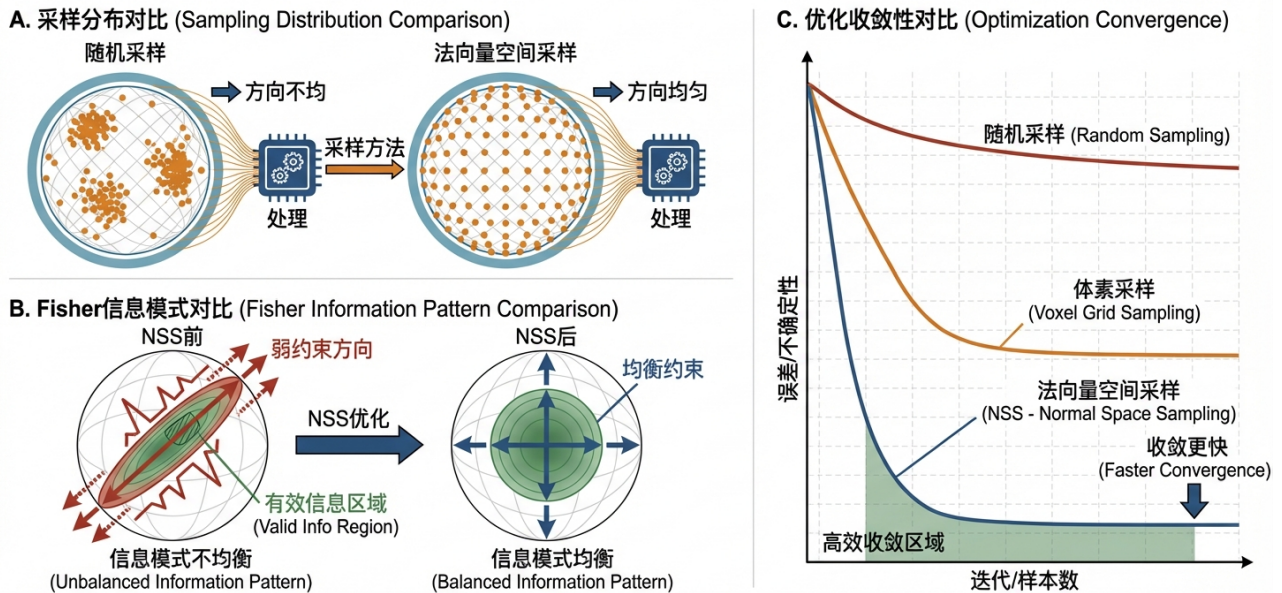 A. 采样分布对比 (Sampling Distribution Comparison)
随机采样
方向不均
处理
采样方法
法向量空间采样
方向均匀
处理
B. Fisher信息模式对比 (Fisher Information Pattern Comparison)
NSS前
弱约束方向
有效信息区域
(Valid Info Region)
信息模式不均衡
(Unbalanced Information Pattern)
NSS优化
NSS后
均衡约束
信息模式均衡
(Balanced Information Pattern)
C. 优化收敛性对比 (Optimization Convergence)
误差/不确定性
随机采样 (Random Sampling)
体素采样
(Voxel Grid Sampling)
法向量空间采样
(NSS - Normal Space Sampling)
收敛更快
(Faster Convergence)
高效收敛区域
迭代/样本数